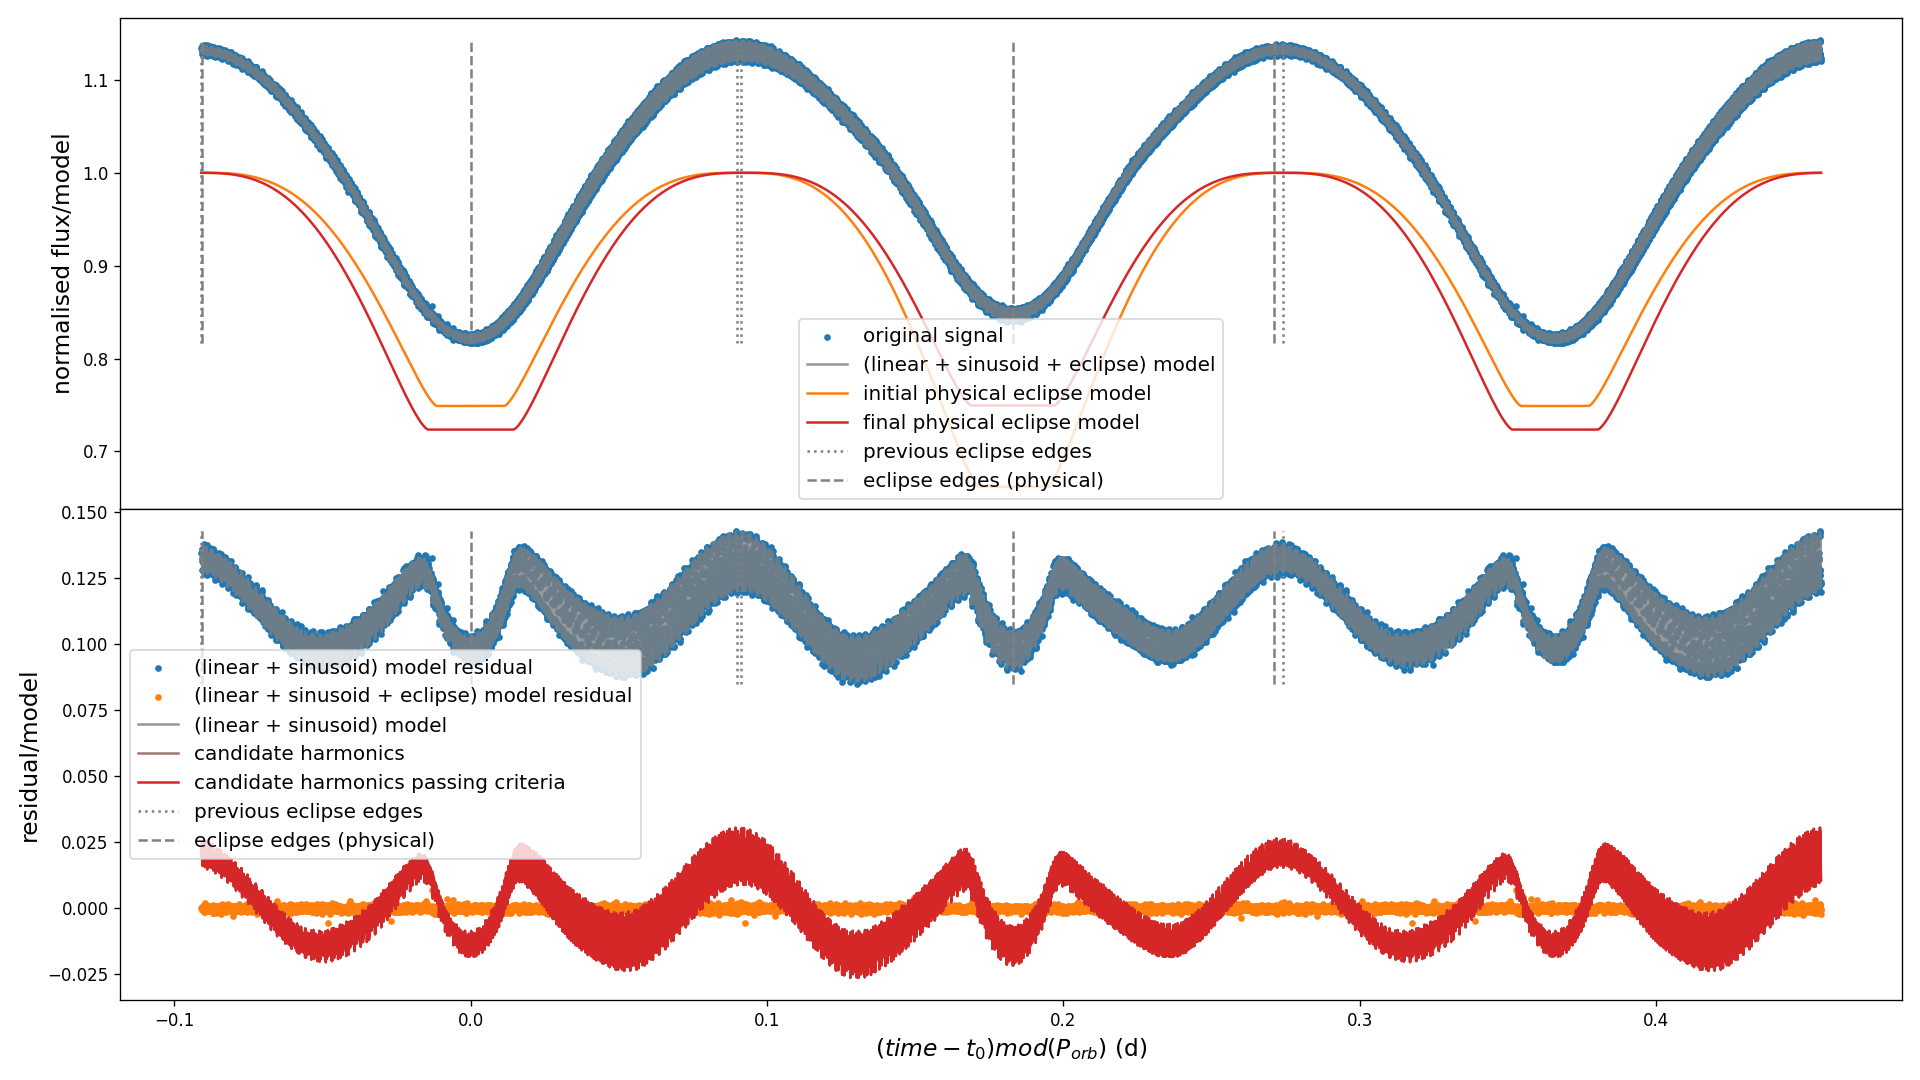 normalised flux/model
1.1
1.0
0.9
0.8
0.7
original signal
(linear + sinusoid + eclipse) model
initial physical eclipse model
final physical eclipse model
previous eclipse edges
eclipse edges (physical)
residual/model
0.150
0.125
0.100
0.075
0.050
0.025
0.000
−0.025
(linear + sinusoid) model residual
(linear + sinusoid + eclipse) model residual
(linear + sinusoid) model
candidate harmonics
candidate harmonics passing criteria
previous eclipse edges
eclipse edges (physical)
−0.1 0.0 0.1 0.2 0.3 0.4
(time − t₀)mod(P_orb) (d)